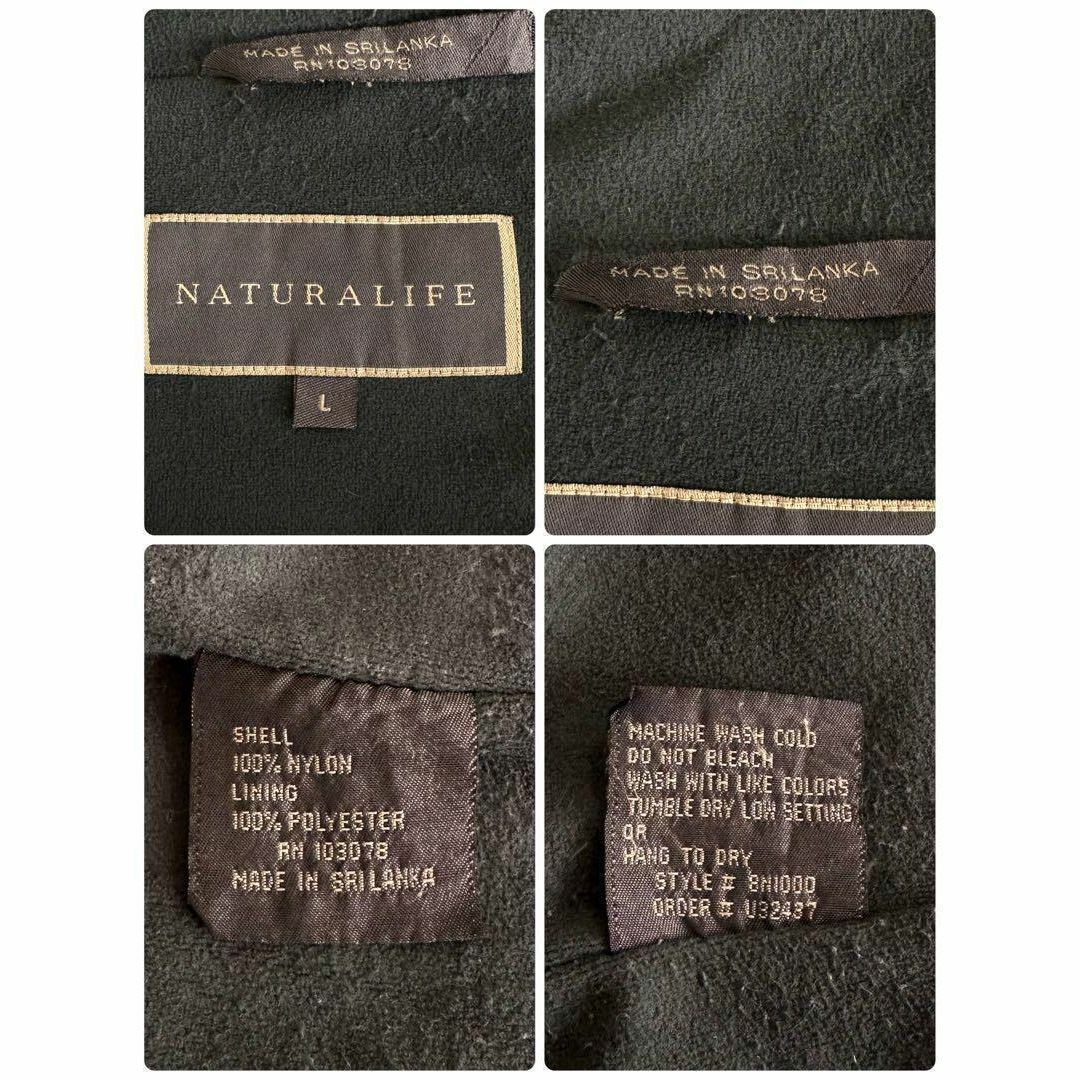 MADE IN SRILANKA
RN103078
NATURALIFE
L
MADE IN SRILANKA
RN103078
SHELL
100% NYLON
LINING
100% POLYESTER
RN 103078
MADE IN SRI LANKA
MACHINE WASH COLD
DO NOT BLEACH
WASH WITH LIKE COLORS
TUMBLE DRY LOW SETTING
OR
HANG TO DRY
STYLE # 8N100D
ORDER # U32437